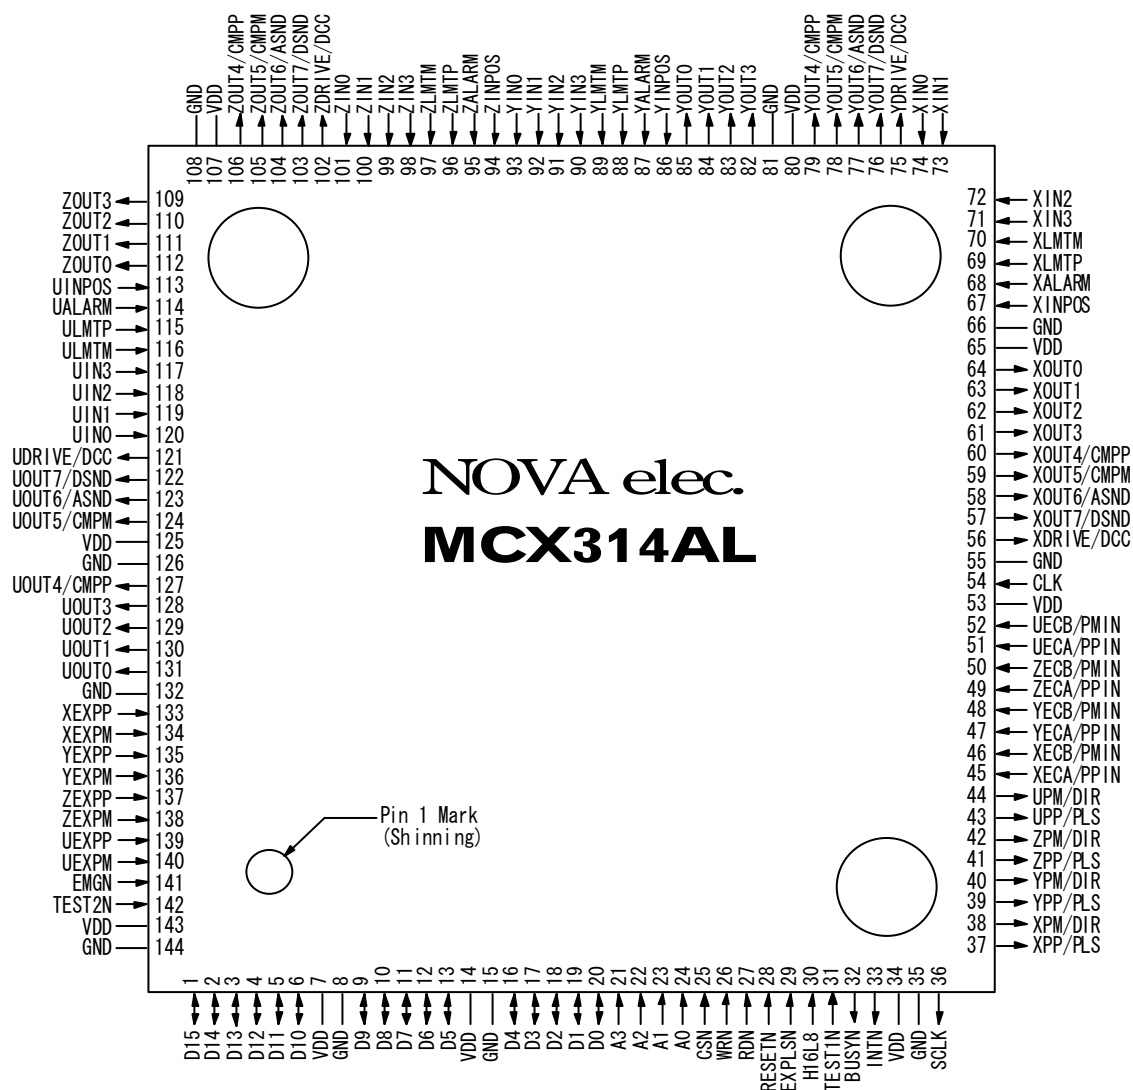 GND
VDD
ZOUT4/CMPP
ZOUT5/CMPM
ZOUT6/ASND
ZOUT7/DSND
ZDRIVE/DCC
ZIN0
ZIN1
ZIN2
ZIN3
ZLMTM
ZLMTP
ZALARM
ZINPOS
YIN0
YIN1
YIN2
YIN3
YLMTM
YLMTP
YALARM
YINPOS
YOUT0
YOUT1
YOUT2
YOUT3
GND
VDD
YOUT4/CMPP
YOUT5/CMPM
YOUT6/ASND
YOUT7/DSND
YDRIVE/DCC
XIN0
XIN1
108
107
106
105
104
103
102
101
100
99
98
97
96
95
94
93
92
91
90
89
88
87
86
85
84
83
82
81
80
79
78
77
76
75
74
73
ZOUT3 109
ZOUT2 110
ZOUT1 111
ZOUT0 112
UINPOS 113
UALARM 114
ULMTP 115
ULMTM 116
UIN3 117
UIN2 118
UIN1 119
UIN0 120
UDRIVE/DCC 121
UOUT7/DSND 122
UOUT6/ASND 123
UOUT5/CMPM 124
VDD 125
GND 126
UOUT4/CMPP 127
UOUT3 128
UOUT2 129
UOUT1 130
UOUT0 131
GND 132
XEXPP 133
XEXPM 134
YEXPP 135
YEXPM 136
ZEXPP 137
ZEXPM 138
UEXPP 139
UEXPM 140
EMGN 141
TEST2N 142
VDD 143
GND 144
NOVA elec.
MCX314AL
Pin 1 Mark
(Shinning)
72 XIN2
71 XIN3
70 XLMTM
69 XLMTP
68 XALARM
67 XINPOS
66 GND
65 VDD
64 XOUT0
63 XOUT1
62 XOUT2
61 XOUT3
60 XOUT4/CMPP
59 XOUT5/CMPM
58 XOUT6/ASND
57 XOUT7/DSND
56 XDRIVE/DCC
55 GND
54 CLK
53 VDD
52 UECB/PMIN
51 UECA/PPIN
50 ZECB/PMIN
49 ZECA/PPIN
48 YECB/PMIN
47 YECA/PPIN
46 XECB/PMIN
45 XECA/PPIN
44 UPM/DIR
43 UPP/PLS
42 ZPM/DIR
41 ZPP/PLS
40 YPM/DIR
39 YPP/PLS
38 XPM/DIR
37 XPP/PLS
1
2
3
4
5
6
7
8
9
10
11
12
13
14
15
16
17
18
19
20
21
22
23
24
25
26
27
28
29
30
31
32
33
34
35
36
D15
D14
D13
D12
D11
D10
VDD
GND
D9
D8
D7
D6
D5
VDD
GND
D4
D3
D2
D1
D0
A3
A2
A1
A0
CSN
WRN
RDN
RESETN
EXPLSN
H16L8
TEST1N
BUSYN
INTN
VDD
GND
SCLK